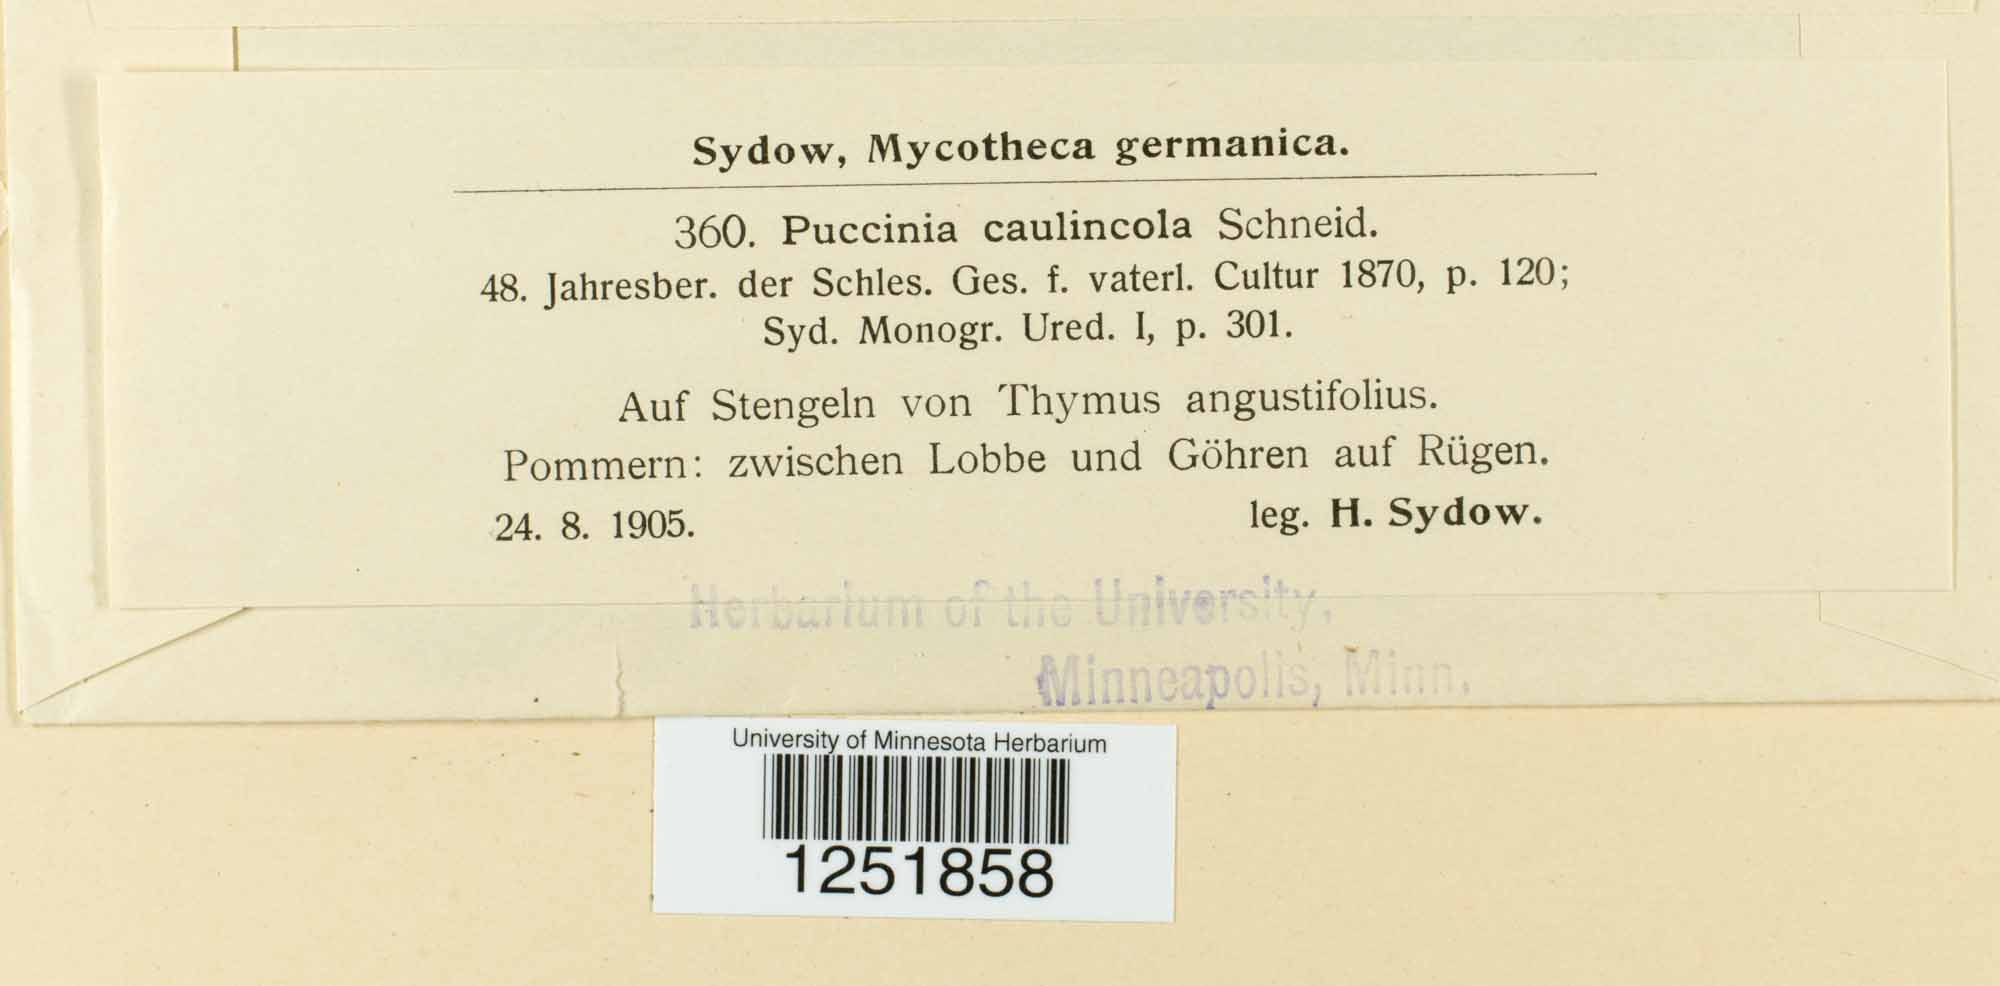 Sydow, Mycotheca germanica.
360. Puccinia caulincola Schneid.
48. Jahresber. der Schles. Ges. f. vaterl. Cultur 1870, p. 120;
Syd. Monogr. Ured. I, p. 301.
Auf Stengeln von Thymus angustifolius.
Pommern: zwischen Lobbe und Göhren auf Rügen.
24. 8. 1905. leg. H. Sydow.
Herbarium of the University,
Minneapolis, Minn.
University of Minnesota Herbarium
1251858